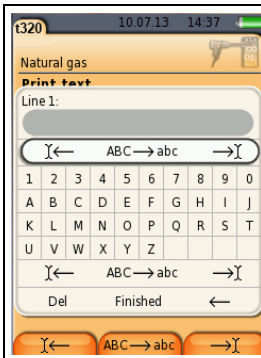 t320 10.07.13 14:37
Natural gas
Print text
Line 1:
ABC→abc
1 2 3 4 5 6 7 8 9 0
A B C D E F G H I J
K L M N O P Q R S T
U V W X Y Z
ABC→abc
Del Finished ←
ABC→abc